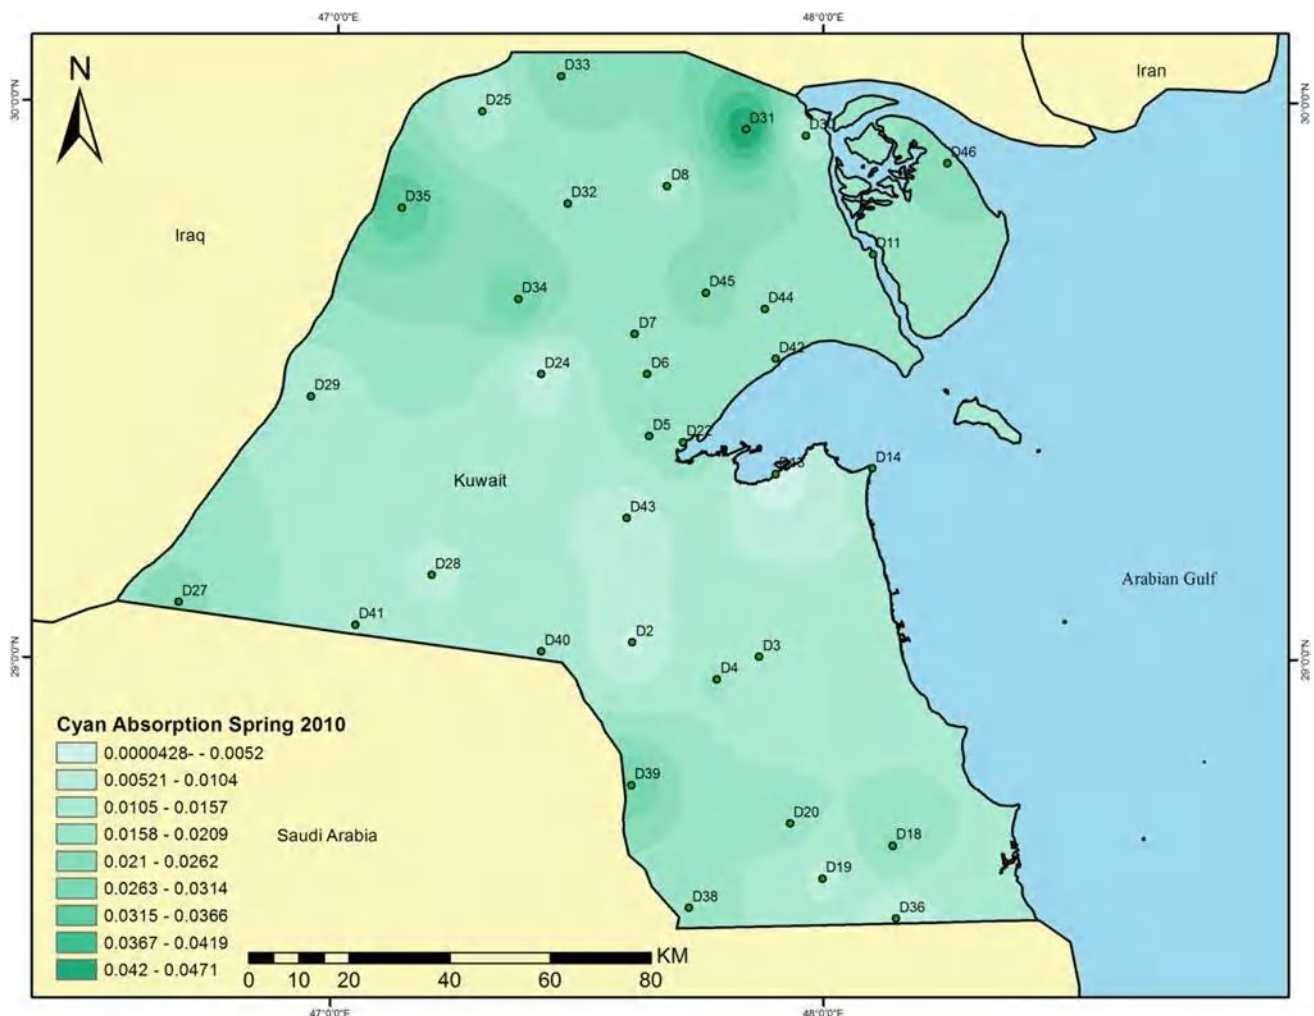 47°0'0"E 48°0'0"E
N
Iran
30°0'0"N 30°0'0"N
D33
D25
D31
D46
D8
D35
D32
Iraq
D11
D45
D34
D44
D7
D42
D24
D6
D29
D5
D22
D14
Kuwait
D43
D28
Arabian Gulf
D27
D41
D2
D40
D3
29°0'0"N 29°0'0"N
D4
Cyan Absorption Spring 2010
0.0000428- - 0.0052
0.00521 - 0.0104
D39
0.0105 - 0.0157
D20
0.0158 - 0.0209
Saudi Arabia
D18
0.021 - 0.0262
D19
0.0263 - 0.0314
D38
D36
0.0315 - 0.0366
0.0367 - 0.0419
KM
0.042 - 0.0471
0 10 20 40 60 80
47°0'0"E 48°0'0"E